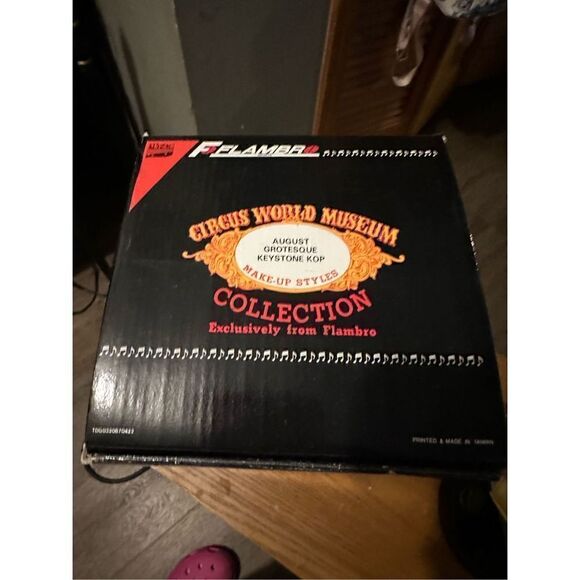 FLAMBRO
CIRCUS WORLD MUSEUM
AUGUST
GROTESQUE
KEYSTONE KOP
MAKE-UP STYLES
COLLECTION
Exclusively from Flambro
PRINTED & MADE IN TAIWAN